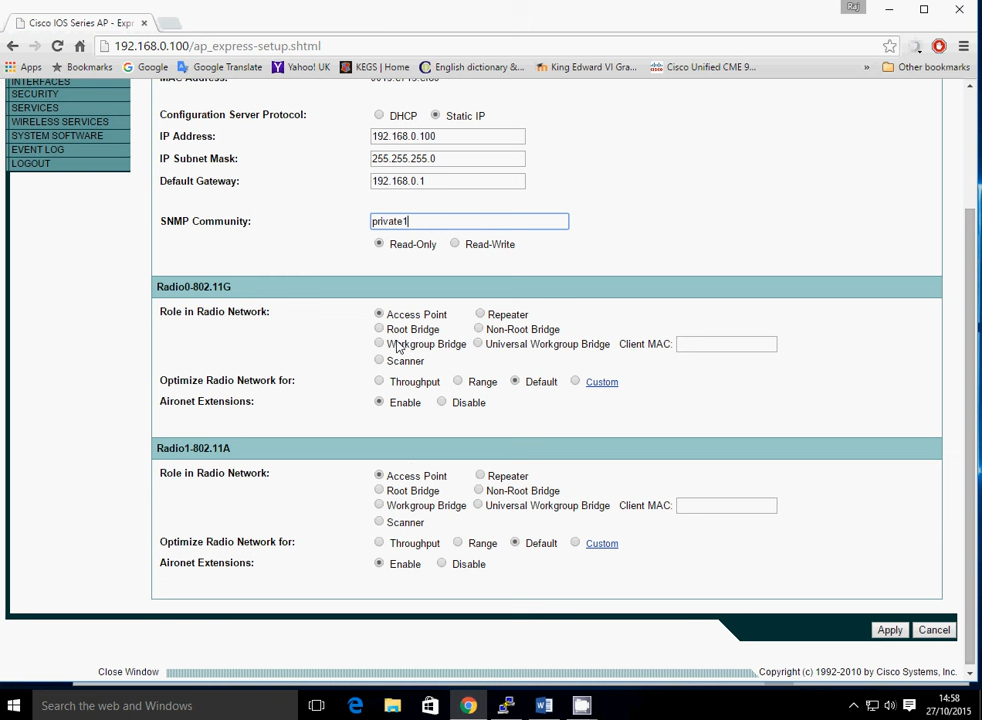 Raj
Cisco IOS Series AP - Expr
192.168.0.100/ap_express-setup.shtml
Apps Bookmarks Google Google Translate Yahoo! UK KEGS | Home English dictionary &... King Edward VI Gra... Cisco Unified CME 9... » Other bookmarks
INTERFACES
SECURITY
SERVICES
WIRELESS SERVICES
SYSTEM SOFTWARE
EVENT LOG
LOGOUT
MAC Address:
Configuration Server Protocol: DHCP Static IP
IP Address: 192.168.0.100
IP Subnet Mask: 255.255.255.0
Default Gateway: 192.168.0.1
SNMP Community: private1
Read-Only Read-Write
Radio0-802.11G
Role in Radio Network: Access Point Repeater
Root Bridge Non-Root Bridge
Workgroup Bridge Universal Workgroup Bridge Client MAC:
Scanner
Optimize Radio Network for: Throughput Range Default Custom
Aironet Extensions: Enable Disable
Radio1-802.11A
Role in Radio Network: Access Point Repeater
Root Bridge Non-Root Bridge
Workgroup Bridge Universal Workgroup Bridge Client MAC:
Scanner
Optimize Radio Network for: Throughput Range Default Custom
Aironet Extensions: Enable Disable
Apply Cancel
Close Window Copyright (c) 1992-2010 by Cisco Systems, Inc.
Search the web and Windows
14:58
27/10/2015